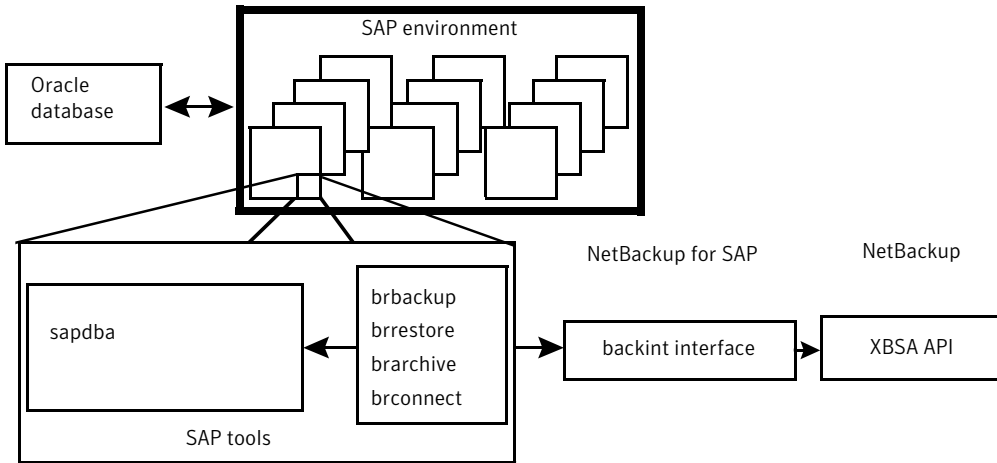 SAP environment
Oracle
database
NetBackup for SAP
NetBackup
sapdba
brbackup
brrestore
brarchive
brconnect
backint interface
XBSA API
SAP tools